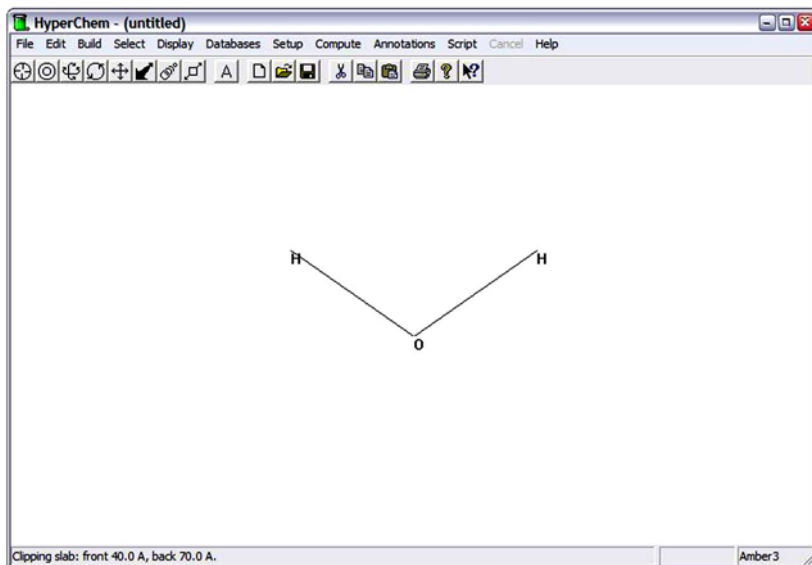 HyperChem - (untitled)
File Edit Build Select Display Databases Setup Compute Annotations Script Cancel Help
A
H H
O
Clipping slab: front 40.0 A, back 70.0 A. Amber3